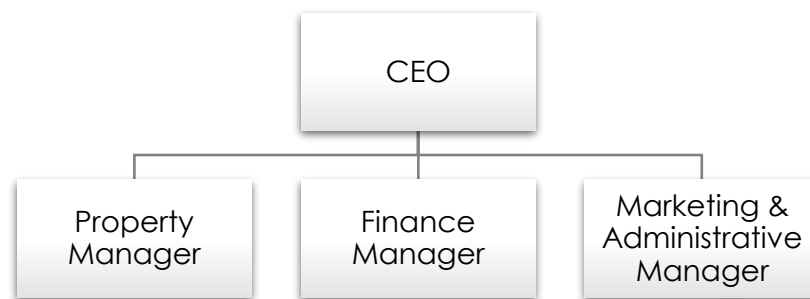 CEO
Property
Manager
Finance
Manager
Marketing &
Administrative
Manager